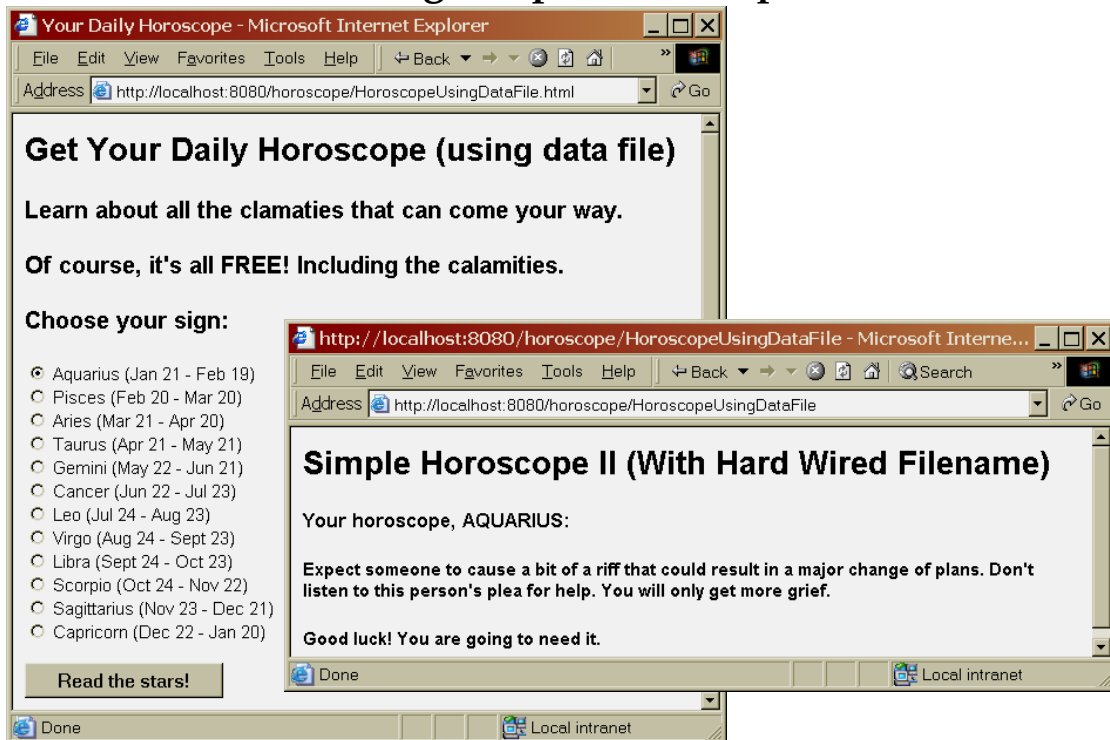 Your Daily Horoscope - Microsoft Internet Explorer
File Edit View Favorites Tools Help Back »
Address http://localhost:8080/horoscope/HoroscopeUsingDataFile.html Go
Get Your Daily Horoscope (using data file)
Learn about all the clamaties that can come your way.
Of course, it's all FREE! Including the calamities.
Choose your sign:
Aquarius (Jan 21 - Feb 19)
Pisces (Feb 20 - Mar 20)
Aries (Mar 21 - Apr 20)
Taurus (Apr 21 - May 21)
Gemini (May 22 - Jun 21)
Cancer (Jun 22 - Jul 23)
Leo (Jul 24 - Aug 23)
Virgo (Aug 24 - Sept 23)
Libra (Sept 24 - Oct 23)
Scorpio (Oct 24 - Nov 22)
Sagittarius (Nov 23 - Dec 21)
Capricorn (Dec 22 - Jan 20)
Read the stars!
Done Local intranet
http://localhost:8080/horoscope/HoroscopeUsingDataFile - Microsoft Interne...
File Edit View Favorites Tools Help Back Search »
Address http://localhost:8080/horoscope/HoroscopeUsingDataFile Go
Simple Horoscope II (With Hard Wired Filename)
Your horoscope, AQUARIUS:
Expect someone to cause a bit of a riff that could result in a major change of plans. Don't
listen to this person's plea for help. You will only get more grief.
Good luck! You are going to need it.
Done Local intranet